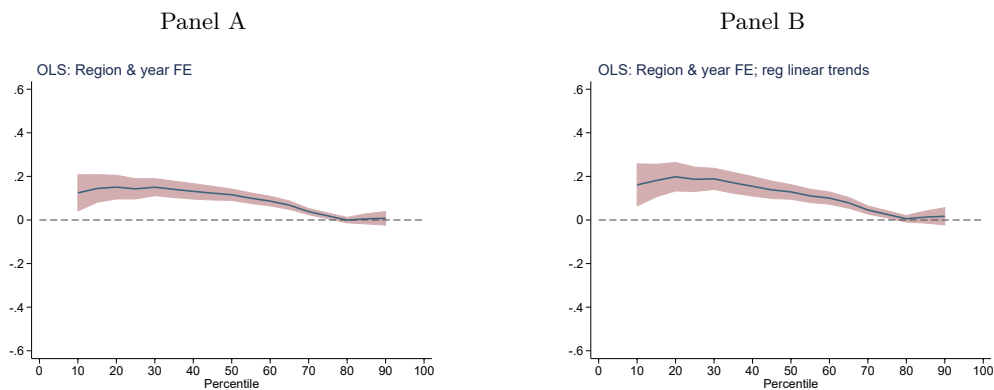 Panel A
OLS: Region & year FE
.6
.4
.2
0
-.2
-.4
-.6
0 10 20 30 40 50 60 70 80 90 100
Percentile
Panel B
OLS: Region & year FE; reg linear trends
.6
.4
.2
0
-.2
-.4
-.6
0 10 20 30 40 50 60 70 80 90 100
Percentile